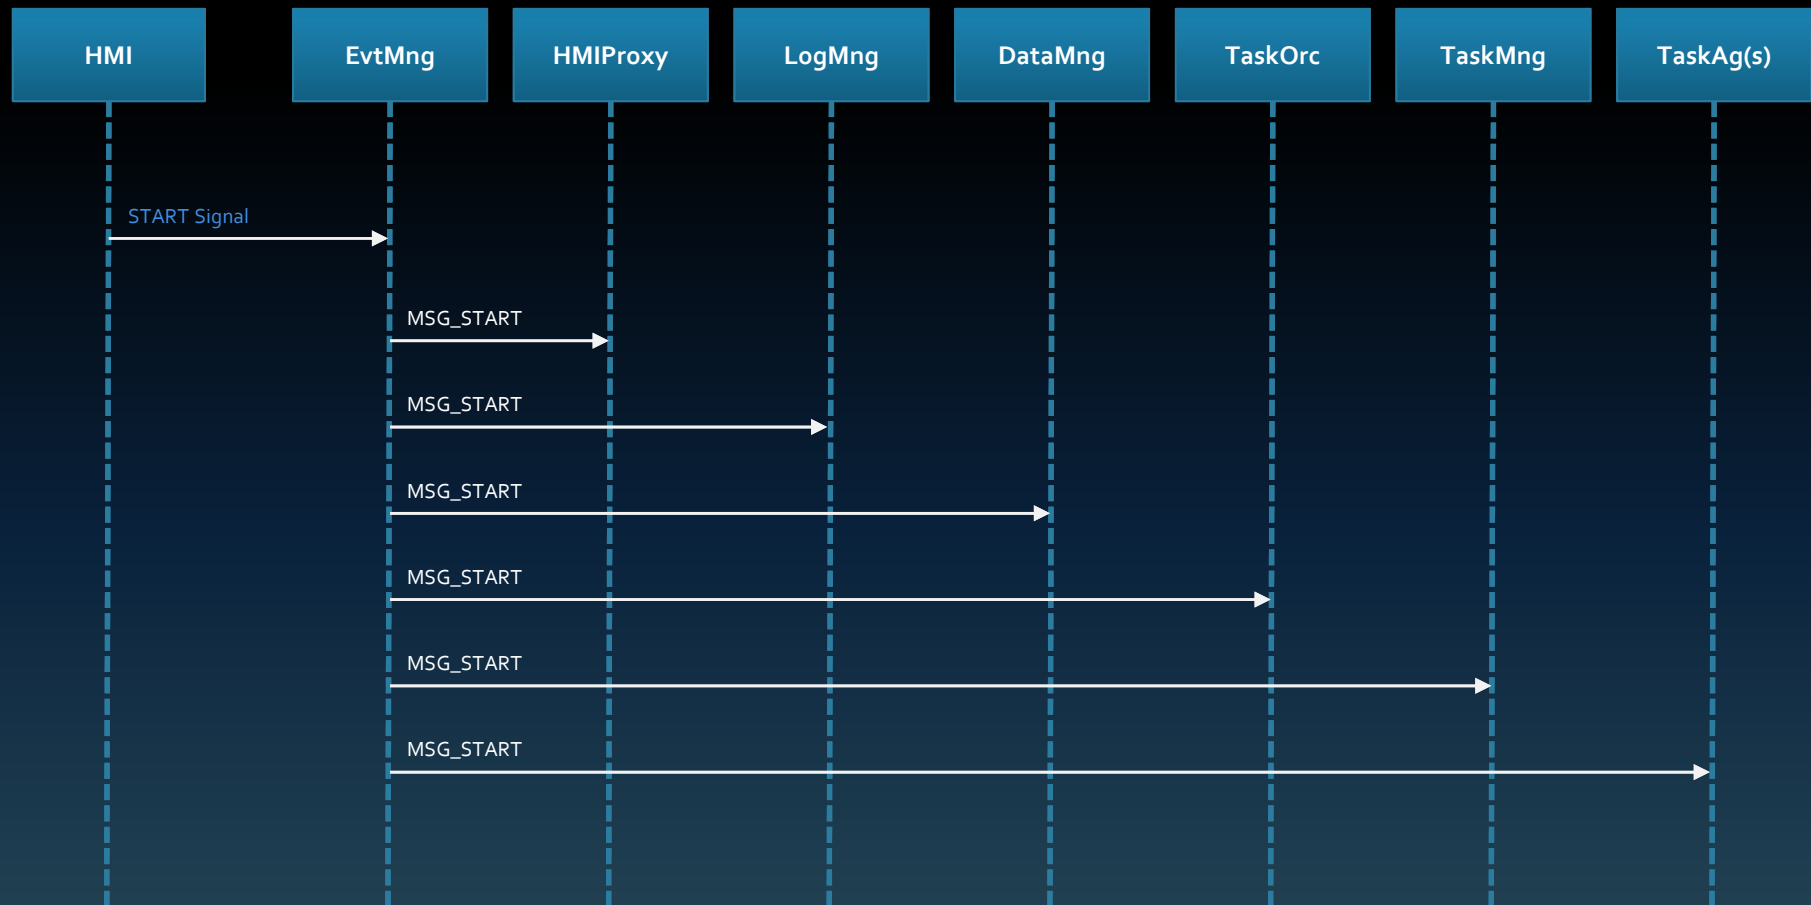 HMI
EvtMng
HMIProxy
LogMng
DataMng
TaskOrc
TaskMng
TaskAg(s)
START Signal
MSG_START
MSG_START
MSG_START
MSG_START
MSG_START
MSG_START